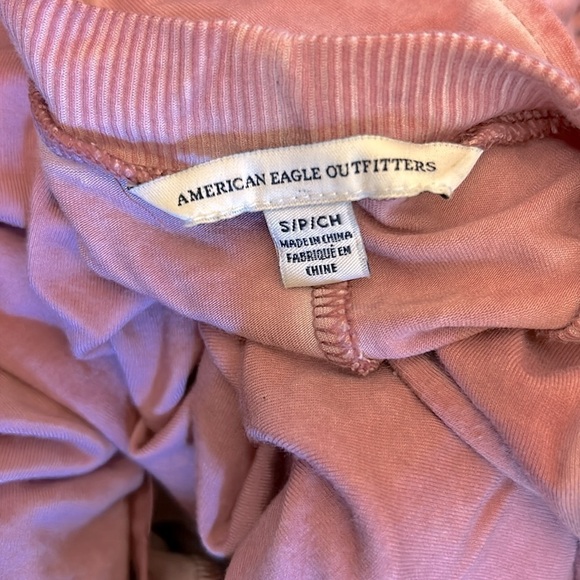 AMERICAN EAGLE OUTFITTERS
S/P/CH
MADE IN CHINA
FABRIQUÉ EN
CHINE